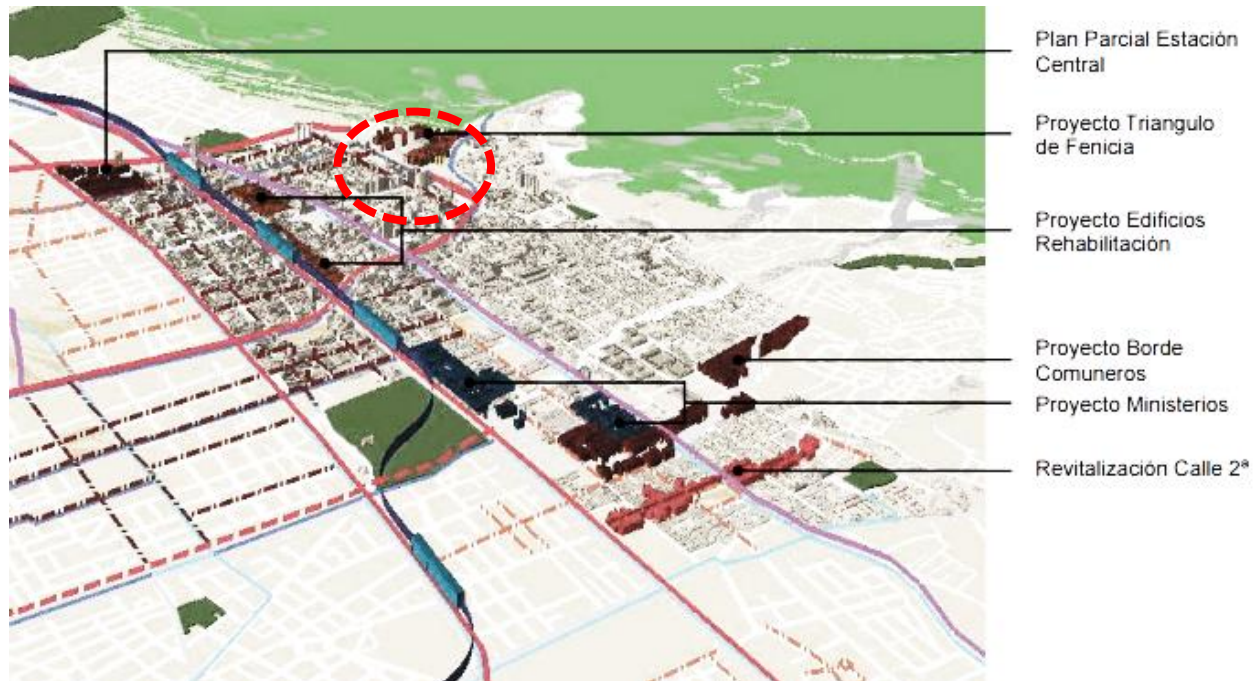 Plan Parcial Estación
Central
Proyecto Triangulo
de Fenicia
Proyecto Edificios
Rehabilitación
Proyecto Borde
Comuneros
Proyecto Ministerios
Revitalización Calle 2ª